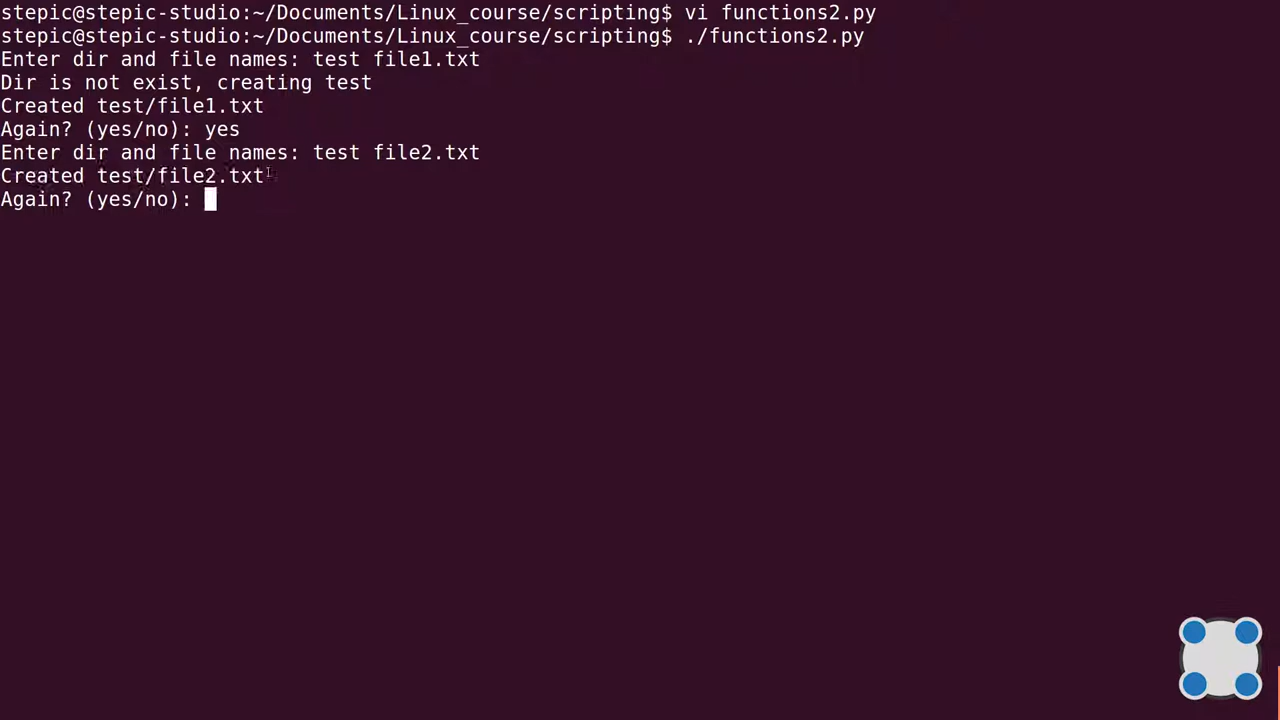 stepic@stepic-studio:~/Documents/Linux_course/scripting$ vi functions2.py
stepic@stepic-studio:~/Documents/Linux_course/scripting$ ./functions2.py
Enter dir and file names: test file1.txt
Dir is not exist, creating test
Created test/file1.txt
Again? (yes/no): yes
Enter dir and file names: test file2.txt
Created test/file2.txt
Again? (yes/no):